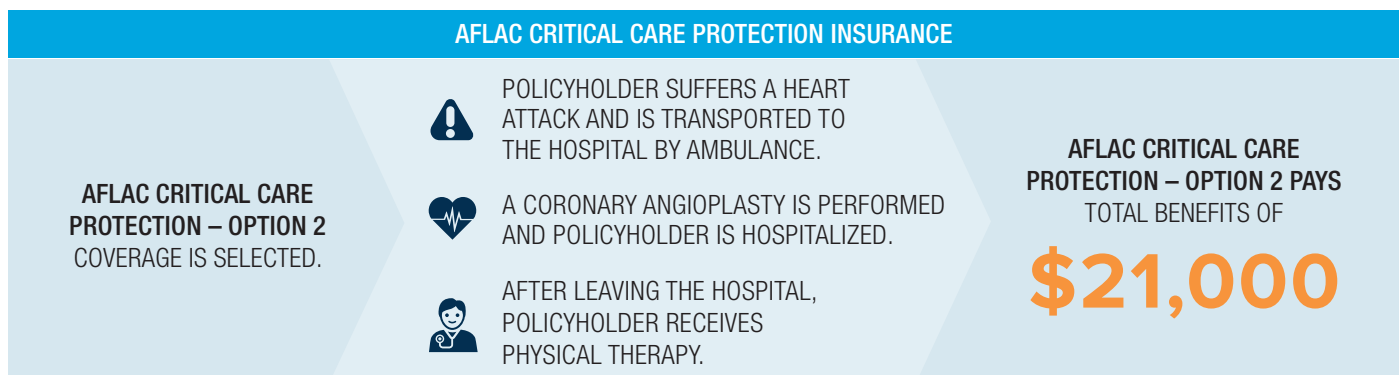 AFLAC CRITICAL CARE PROTECTION INSURANCE
AFLAC CRITICAL CARE
PROTECTION – OPTION 2
COVERAGE IS SELECTED.
POLICYHOLDER SUFFERS A HEART
ATTACK AND IS TRANSPORTED TO
THE HOSPITAL BY AMBULANCE.
A CORONARY ANGIOPLASTY IS PERFORMED
AND POLICYHOLDER IS HOSPITALIZED.
AFTER LEAVING THE HOSPITAL,
POLICYHOLDER RECEIVES
PHYSICAL THERAPY.
AFLAC CRITICAL CARE
PROTECTION – OPTION 2 PAYS
TOTAL BENEFITS OF
$21,000